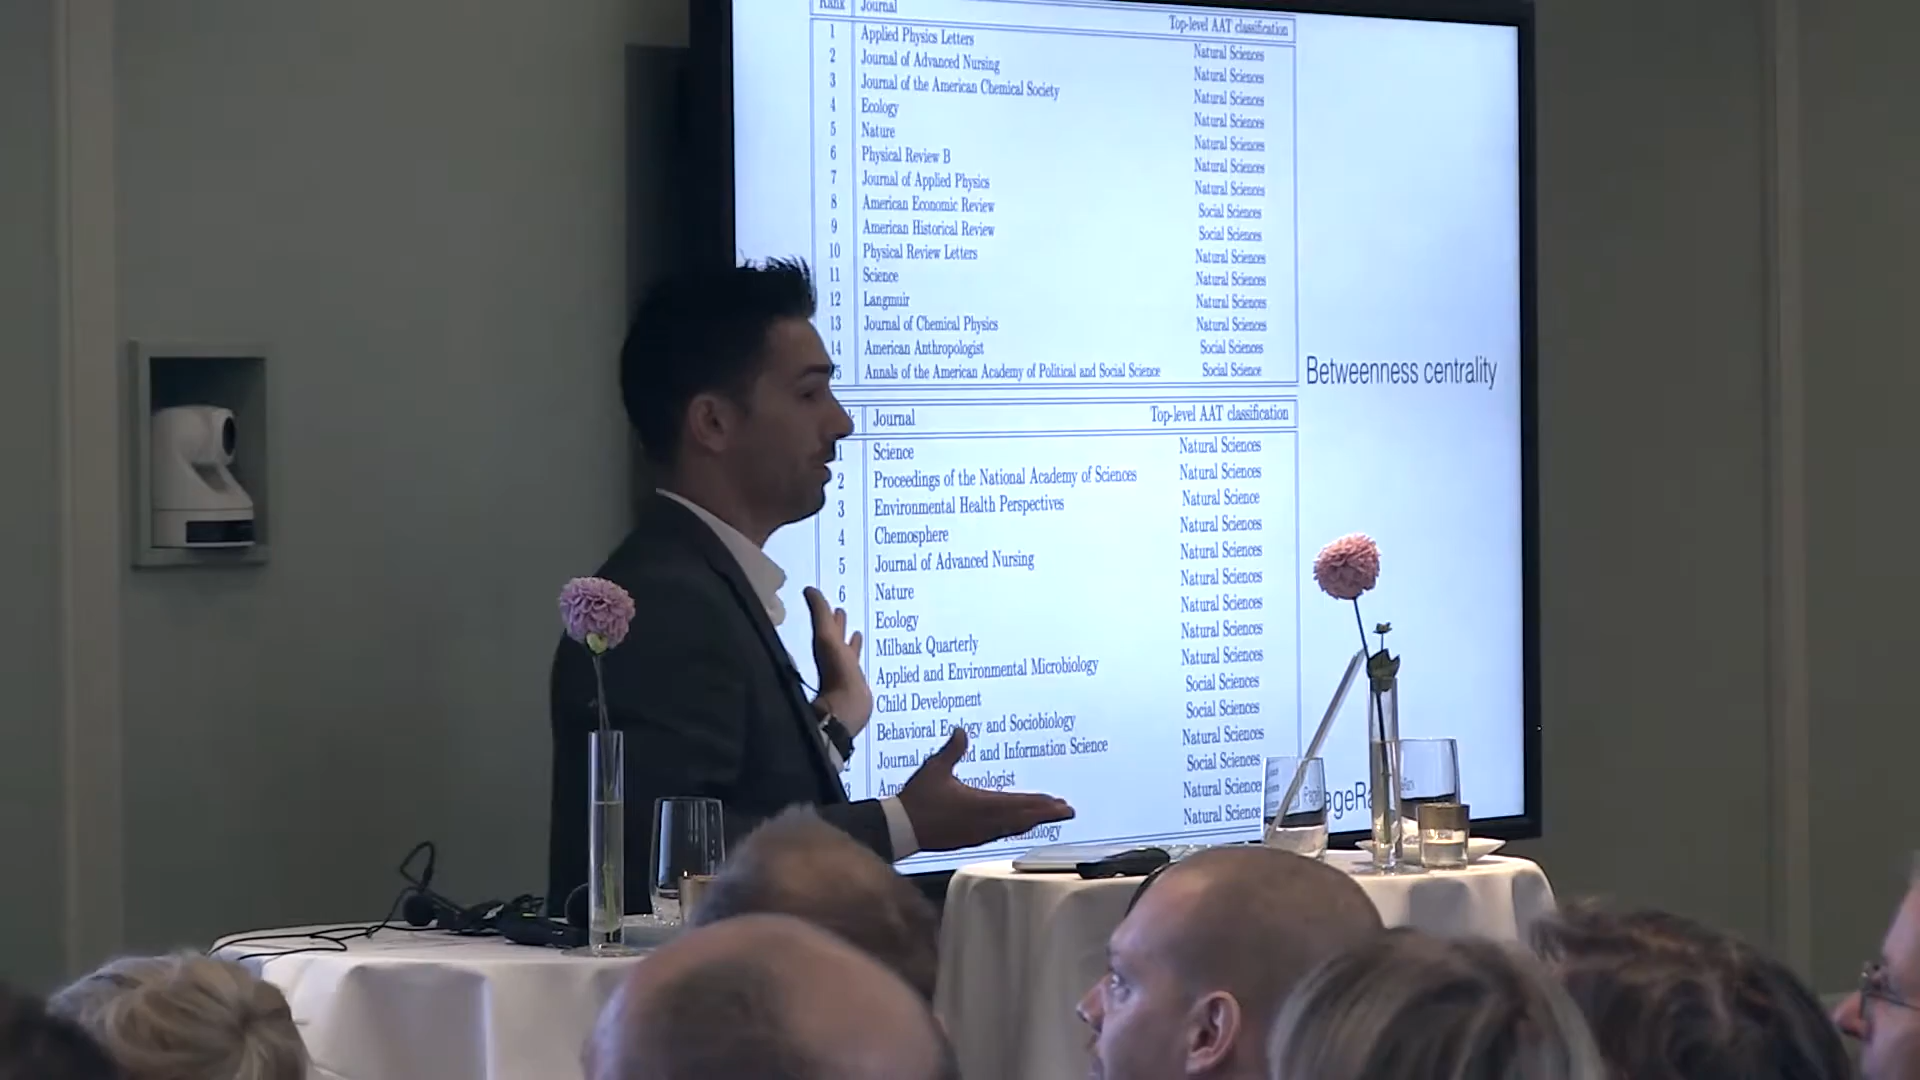 Rank Journal Top-level AAT classification
1 Applied Physics Letters Natural Sciences
2 Journal of Advanced Nursing Natural Sciences
3 Journal of the American Chemical Society Natural Sciences
4 Ecology Natural Sciences
5 Nature Natural Sciences
6 Physical Review B Natural Sciences
7 Journal of Applied Physics Natural Sciences
8 American Economic Review Social Sciences
9 American Historical Review Social Sciences
10 Physical Review Letters Natural Sciences
11 Science Natural Sciences
12 Langmuir Natural Sciences
13 Journal of Chemical Physics Natural Sciences
14 American Anthropologist Social Sciences
5 Annals of the American Academy of Political and Social Science Social Science
Betweenness centrality
k Journal Top-level AAT classification
1 Science Natural Sciences
2 Proceedings of the National Academy of Sciences Natural Sciences
3 Environmental Health Perspectives Natural Science
4 Chemosphere Natural Sciences
5 Journal of Advanced Nursing Natural Sciences
6 Nature Natural Sciences
Ecology Natural Sciences
Milbank Quarterly Natural Sciences
Applied and Environmental Microbiology Natural Sciences
Child Development Social Sciences
Behavioral Ecology and Sociobiology Social Sciences
2 Journal of and Information Science Natural Sciences
3 Social Sciences
Natural Science
Natural Science